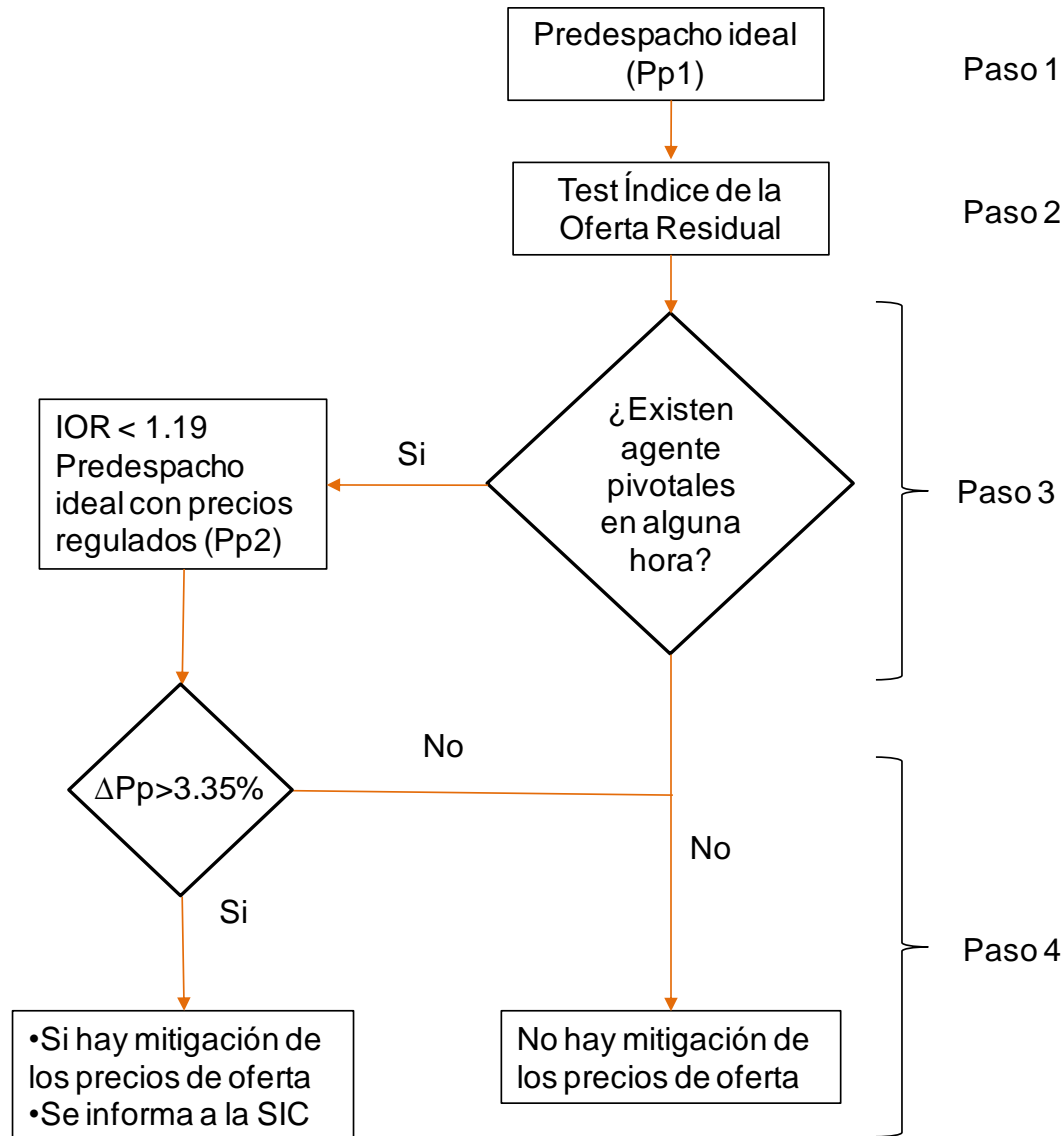 Predespacho ideal
(Pp1)
Paso 1
Test Índice de la
Oferta Residual
Paso 2
¿Existen
agente
pivotales
en alguna
hora?
Si
IOR < 1.19
Predespacho
ideal con precios
regulados (Pp2)
Paso 3
No
∆Pp>3.35%
No
Si
Paso 4
•Si hay mitigación de
los precios de oferta
•Se informa a la SIC
No hay mitigación de
los precios de oferta